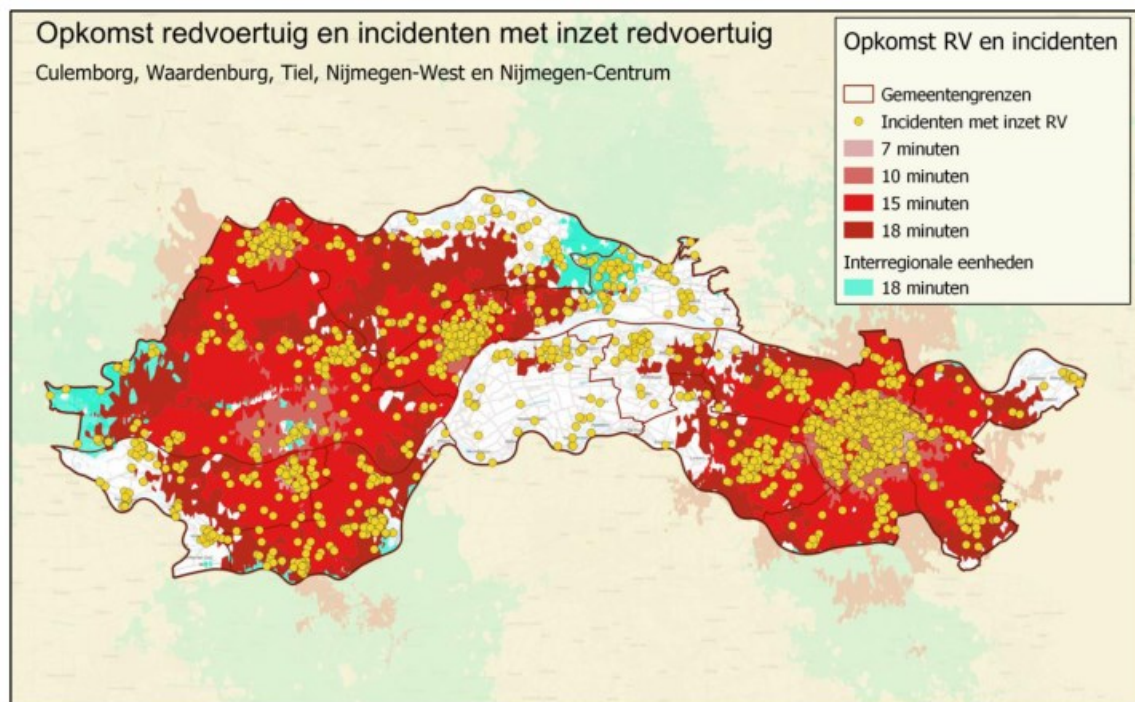 Opkomst redvoertuig en incidenten met inzet redvoertuig
Culemborg, Waardenburg, Tiel, Nijmegen-West en Nijmegen-Centrum
Opkomst RV en incidenten
Gemeentengrenzen
Incidenten met inzet RV
7 minuten
10 minuten
15 minuten
18 minuten
Interregionale eenheden
18 minuten